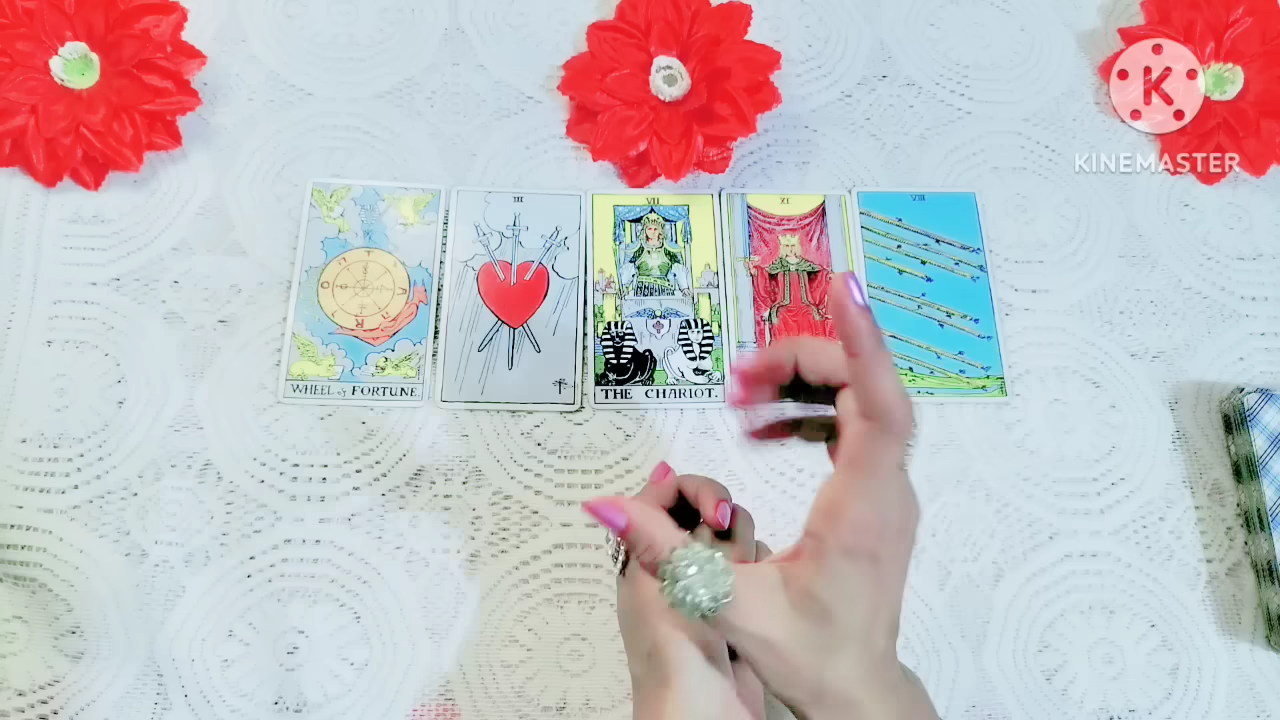 K
KINEMASTER
III
VII
XI
VIII
WHEEL of FORTUNE.
THE CHARIOT.